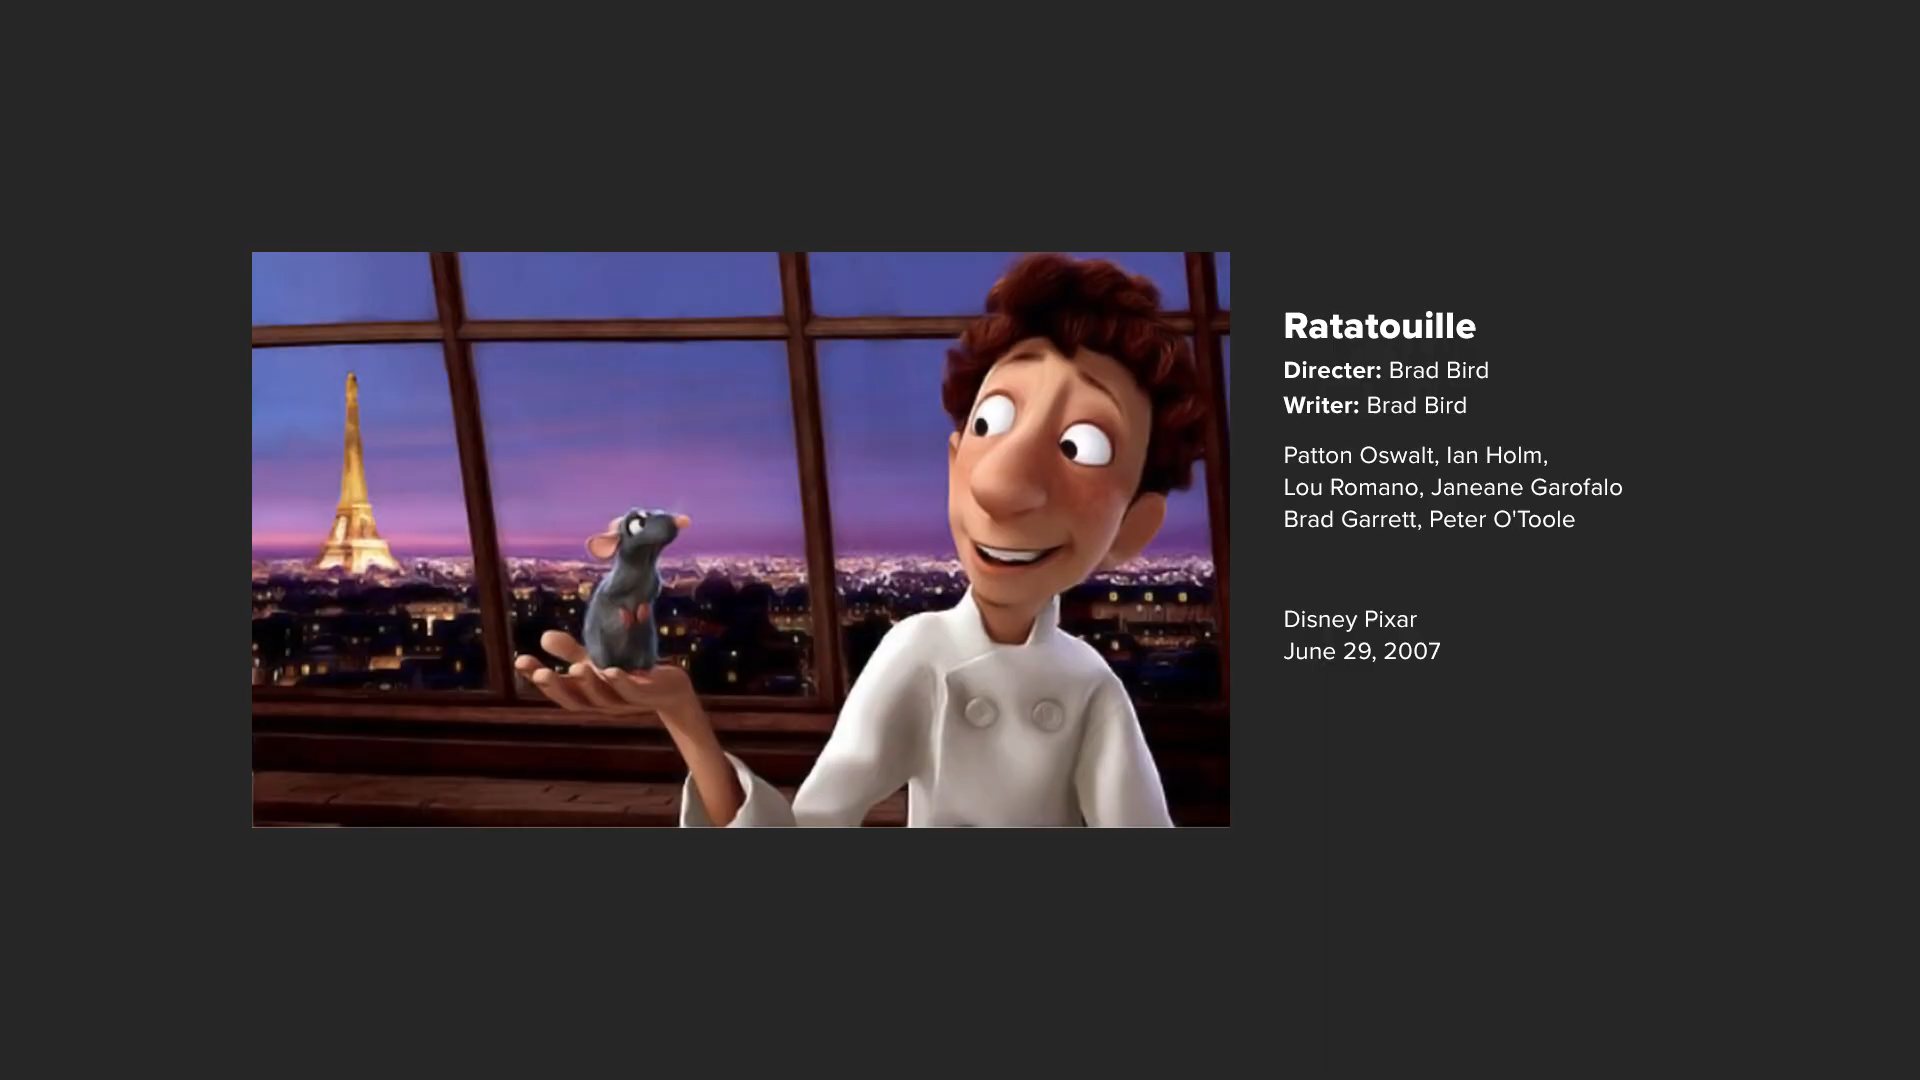 Ratatouille
Directer: Brad Bird
Writer: Brad Bird
Patton Oswalt, Ian Holm,
Lou Romano, Janeane Garofalo
Brad Garrett, Peter O'Toole
Disney Pixar
June 29, 2007